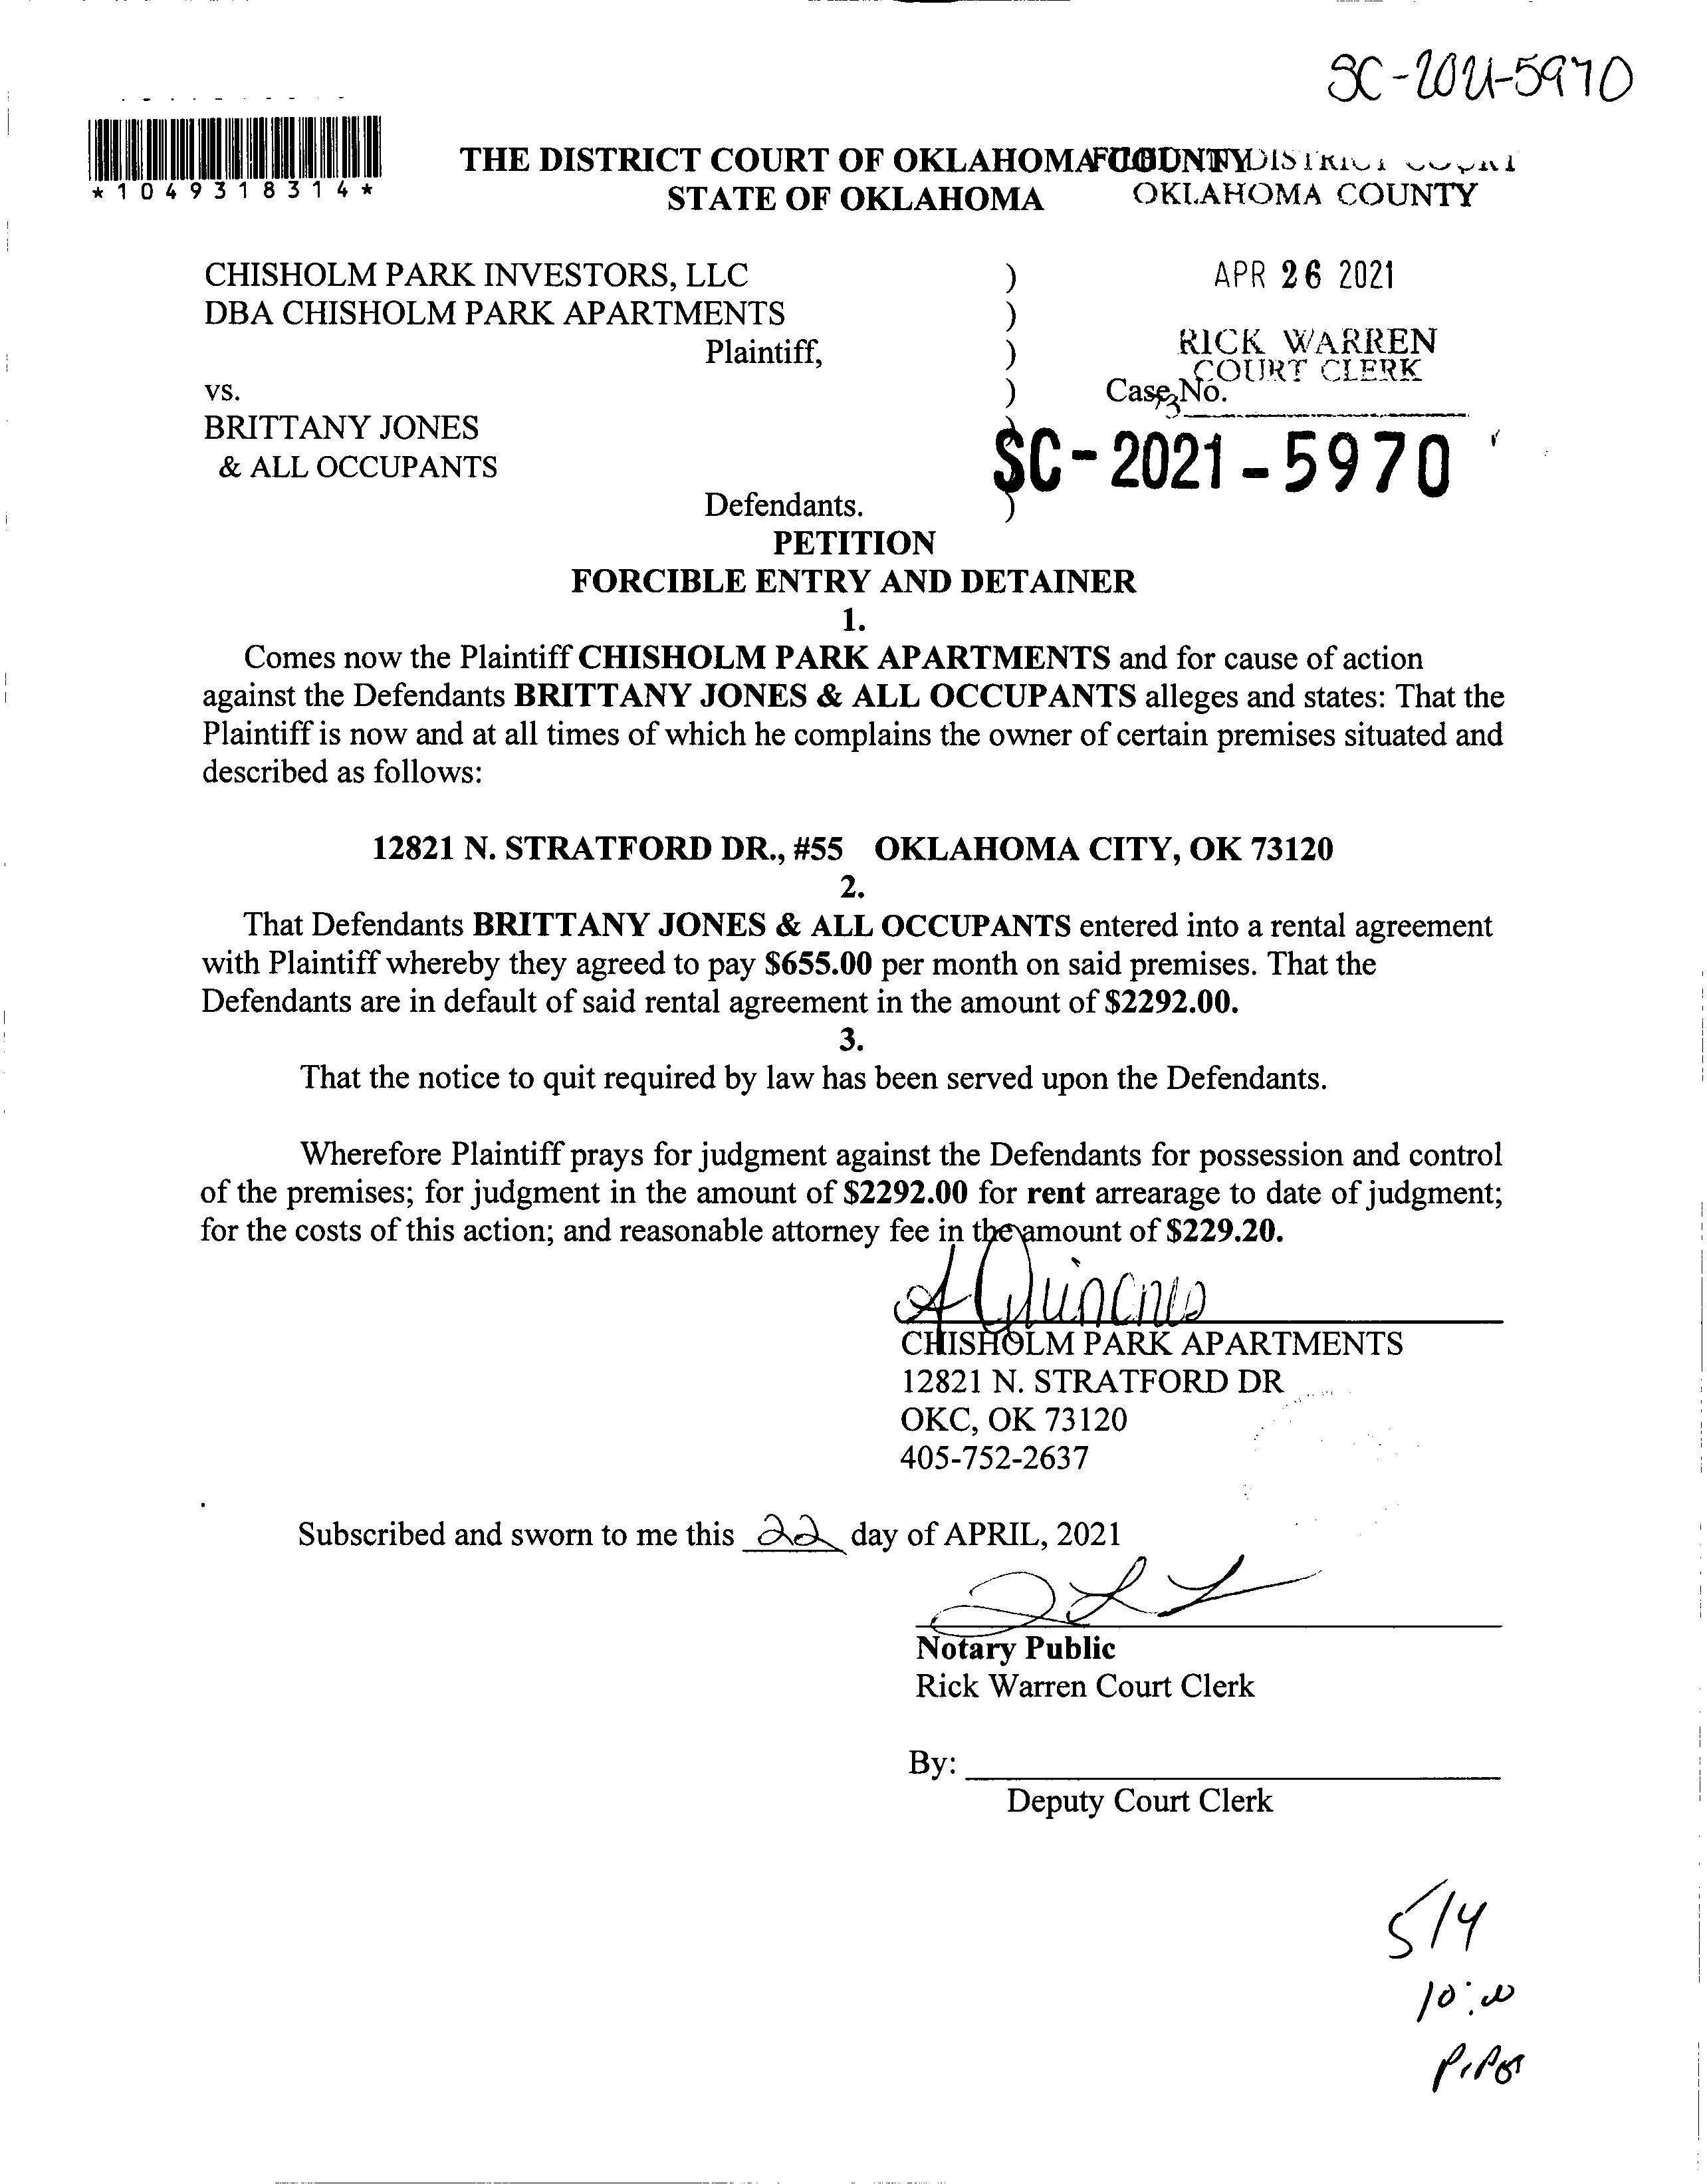 SC-2021-5970
*1049318314*
THE DISTRICT COURT OF OKLAHOMA COUNTY
STATE OF OKLAHOMA
DISTRICT COURT
OKLAHOMA COUNTY
CHISHOLM PARK INVESTORS, LLC )
APR 26 2021
DBA CHISHOLM PARK APARTMENTS )
Plaintiff, )
RICK WARREN
COURT CLERK
vs. ) Case No.
BRITTANY JONES )
SC-2021-5970
& ALL OCCUPANTS
Defendants. )
PETITION
FORCIBLE ENTRY AND DETAINER
1.
Comes now the Plaintiff CHISHOLM PARK APARTMENTS and for cause of action
against the Defendants BRITTANY JONES & ALL OCCUPANTS alleges and states: That the
Plaintiff is now and at all times of which he complains the owner of certain premises situated and
described as follows:
12821 N. STRATFORD DR., #55 OKLAHOMA CITY, OK 73120
2.
That Defendants BRITTANY JONES & ALL OCCUPANTS entered into a rental agreement
with Plaintiff whereby they agreed to pay $655.00 per month on said premises. That the
Defendants are in default of said rental agreement in the amount of $2292.00.
3.
That the notice to quit required by law has been served upon the Defendants.
Wherefore Plaintiff prays for judgment against the Defendants for possession and control
of the premises; for judgment in the amount of $2292.00 for rent arrearage to date of judgment;
for the costs of this action; and reasonable attorney fee in the amount of $229.20.
CHISHOLM PARK APARTMENTS
12821 N. STRATFORD DR
OKC, OK 73120
405-752-2637
Subscribed and sworn to me this 22 day of APRIL, 2021
Notary Public
Rick Warren Court Clerk
By:
Deputy Court Clerk
5/4
10:00